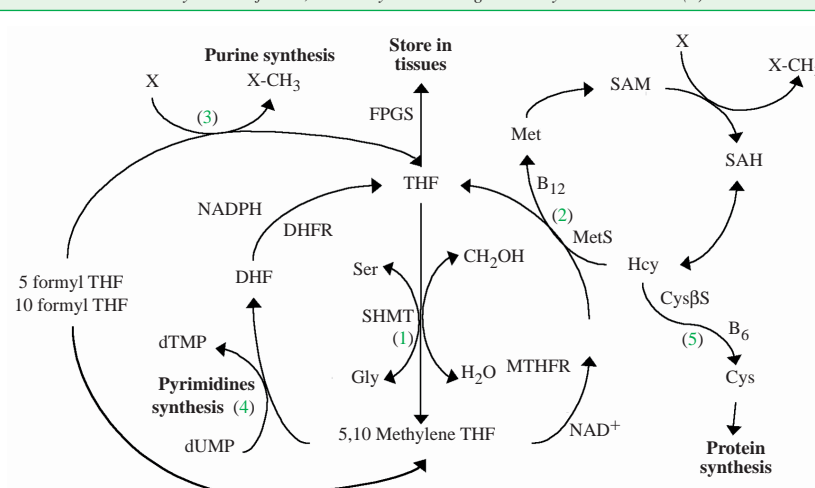 Store in
tissues
Purine synthesis
X
X-CH3
(3)
FPGS
THF
NADPH
DHFR
DHF
5 formyl THF
10 formyl THF
dTMP
Pyrimidines
synthesis (4)
dUMP
Ser
CH2OH
SHMT
(1)
Gly
H2O
5,10 Methylene THF
MTHFR
NAD+
X
SAM
Met
B12
(2)
MetS
SAH
Hcy
CysβS
B6
(5)
Cys
Protein
synthesis